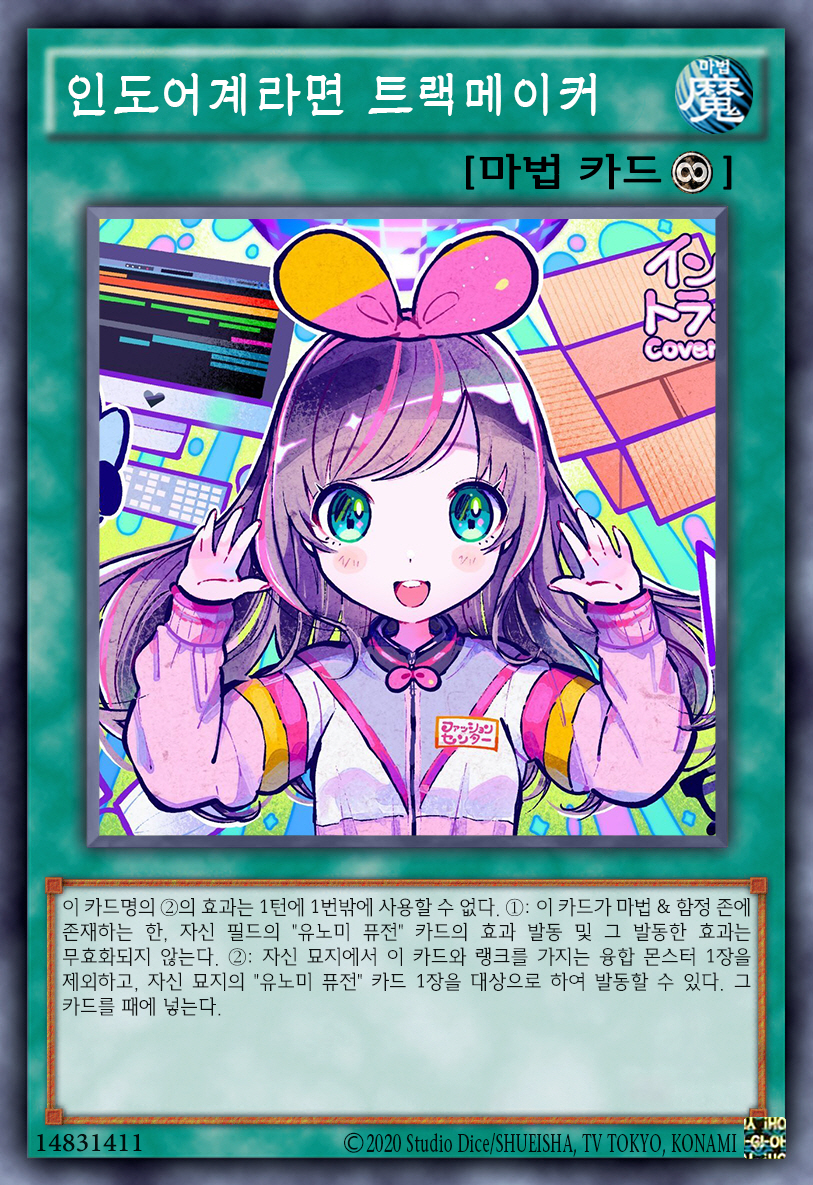 인도어계라면 트랙메이커
마법
魔
[마법 카드]
イン
トラ
Cover
ファッション
センター
이 카드명의 ②의 효과는 1턴에 1번밖에 사용할 수 없다. ①: 이 카드가 마법 & 함정 존에
존재하는 한, 자신 필드의 "유노미 퓨전" 카드의 효과 발동 및 그 발동한 효과는
무효화되지 않는다. ②: 자신 묘지에서 이 카드와 랭크를 가지는 융합 몬스터 1장을
제외하고, 자신 묘지의 "유노미 퓨전" 카드 1장을 대상으로 하여 발동할 수 있다. 그
카드를 패에 넣는다.
14831411
©2020 Studio Dice/SHUEISHA, TV TOKYO, KONAMI